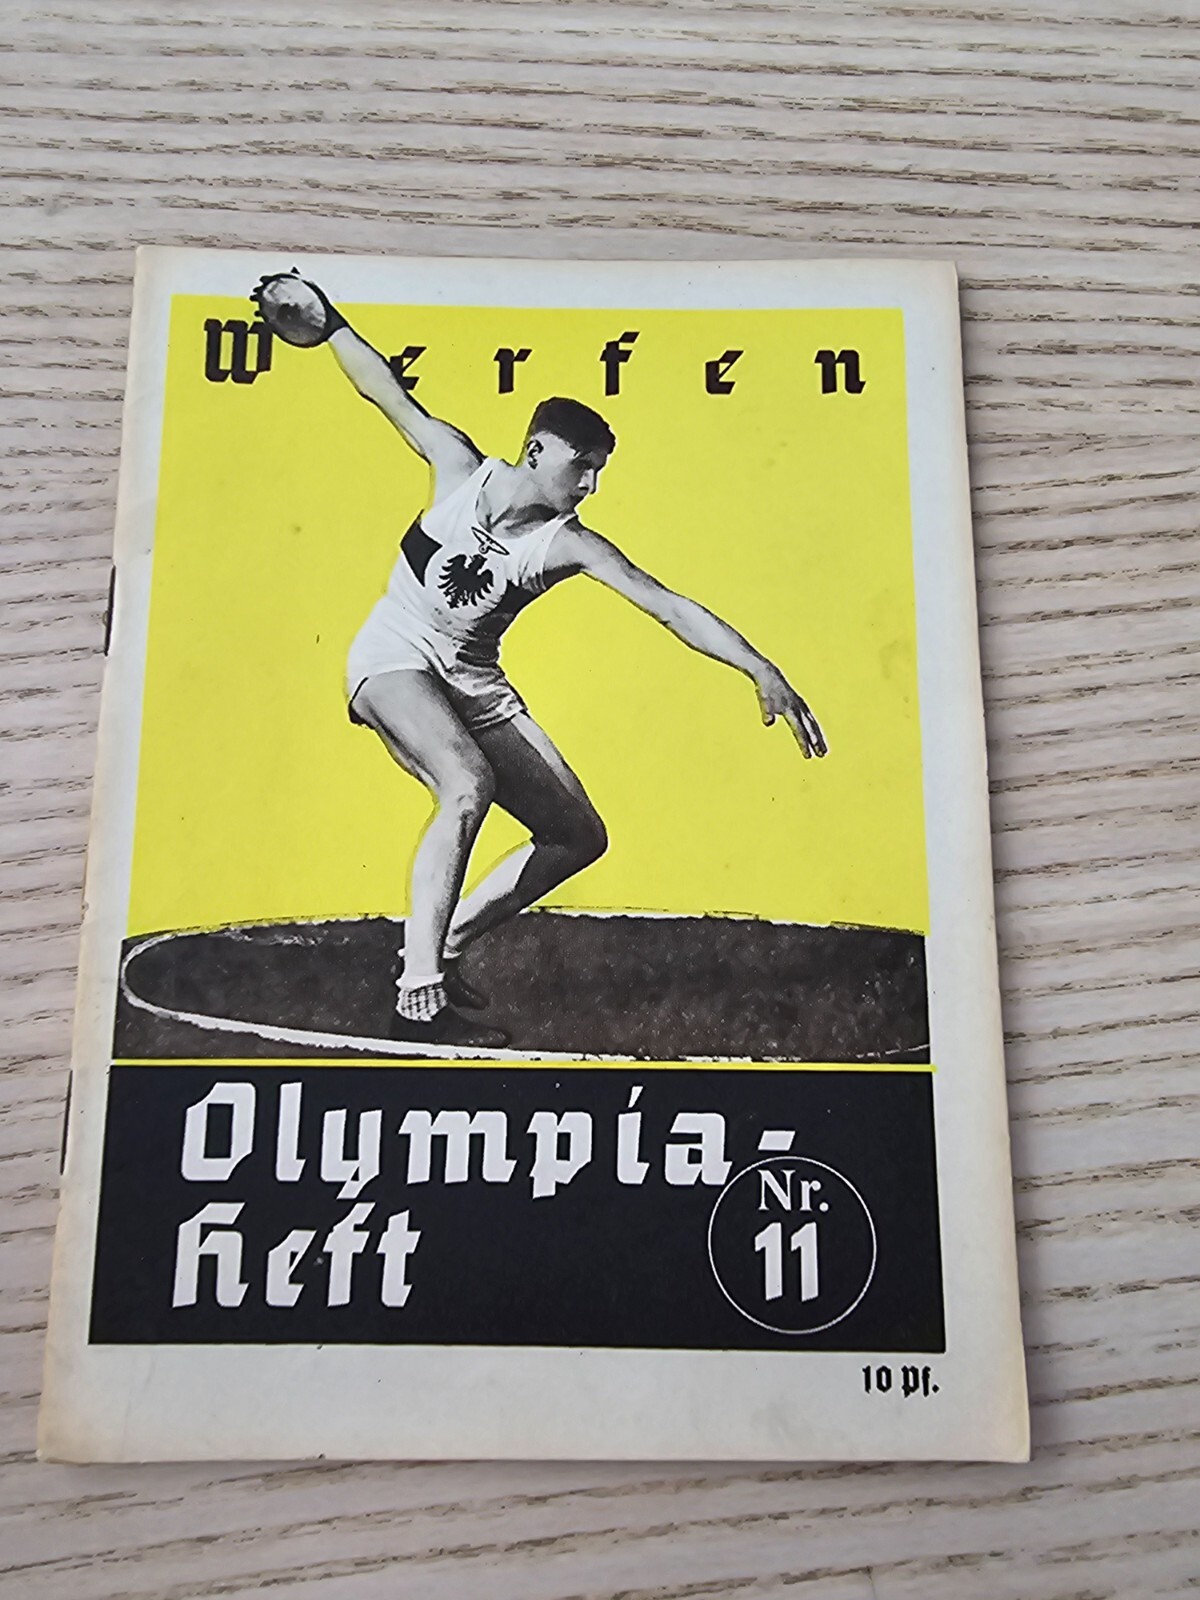 Werfen
Olympia-
Heft
Nr.
11
10 Pf.